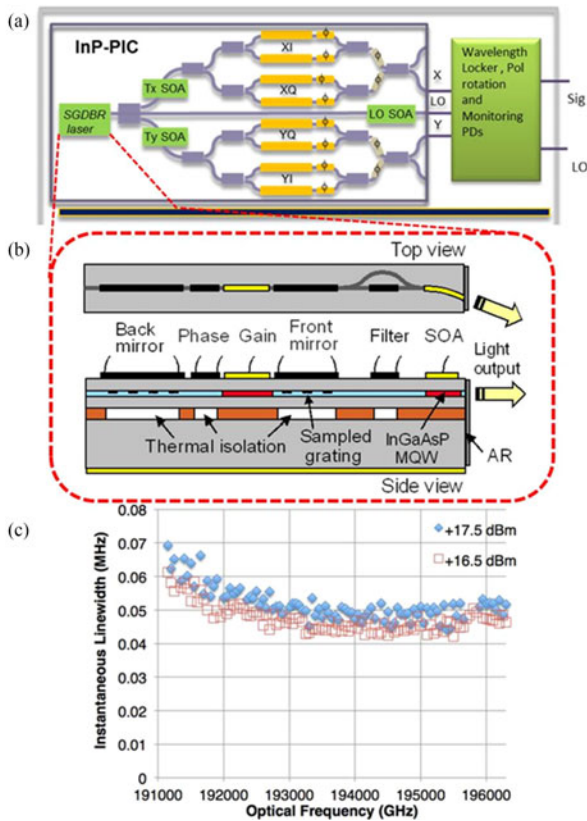 (a)
InP-PIC
SGDBR
laser
Tx SOA
Ty SOA
XI
XQ
LO SOA
YQ
YI
X
LO
Y
Wavelength
Locker , Pol
rotation
and
Monitoring
PDs
Sig
LO
(b)
Top view
Back
mirror
Phase
Gain
Front
mirror
Filter
SOA
Light
output
Thermal isolation
Sampled
grating
InGaAsP
MQW
AR
Side view
(c)
Instantaneous Linewidth (MHz)
0.08
0.07
0.06
0.05
0.04
0.03
0.02
0.01
0
+17.5 dBm
+16.5 dBm
191000 192000 193000 194000 195000 196000
Optical Frequency (GHz)